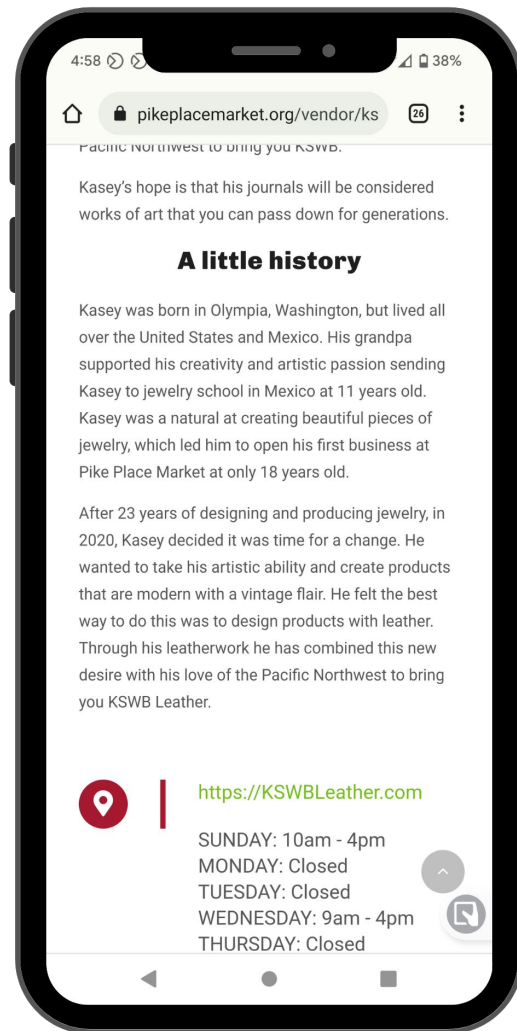 4:58 38%
pikeplacemarket.org/vendor/ks 26
Pacific Northwest to bring you KSWB.
Kasey's hope is that his journals will be considered
works of art that you can pass down for generations.
A little history
Kasey was born in Olympia, Washington, but lived all
over the United States and Mexico. His grandpa
supported his creativity and artistic passion sending
Kasey to jewelry school in Mexico at 11 years old.
Kasey was a natural at creating beautiful pieces of
jewelry, which led him to open his first business at
Pike Place Market at only 18 years old.
After 23 years of designing and producing jewelry, in
2020, Kasey decided it was time for a change. He
wanted to take his artistic ability and create products
that are modern with a vintage flair. He felt the best
way to do this was to design products with leather.
Through his leatherwork he has combined this new
desire with his love of the Pacific Northwest to bring
you KSWB Leather.
https://KSWBLeather.com
SUNDAY: 10am - 4pm
MONDAY: Closed
TUESDAY: Closed
WEDNESDAY: 9am - 4pm
THURSDAY: Closed